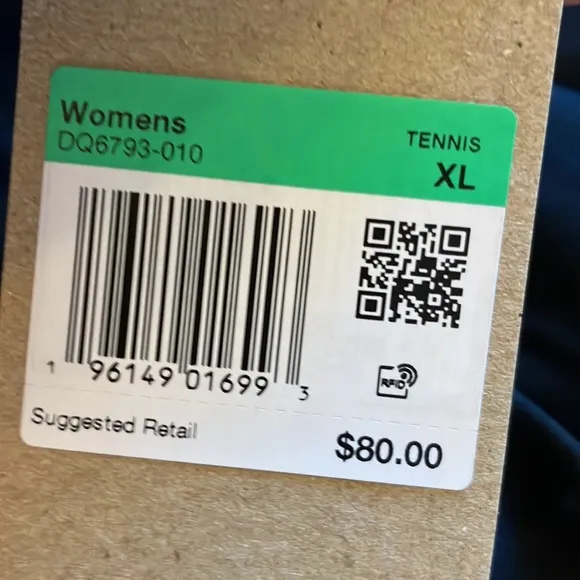 Womens
DQ6793-010
TENNIS
XL
1 96149 01699 3
RFID
Suggested Retail
$80.00